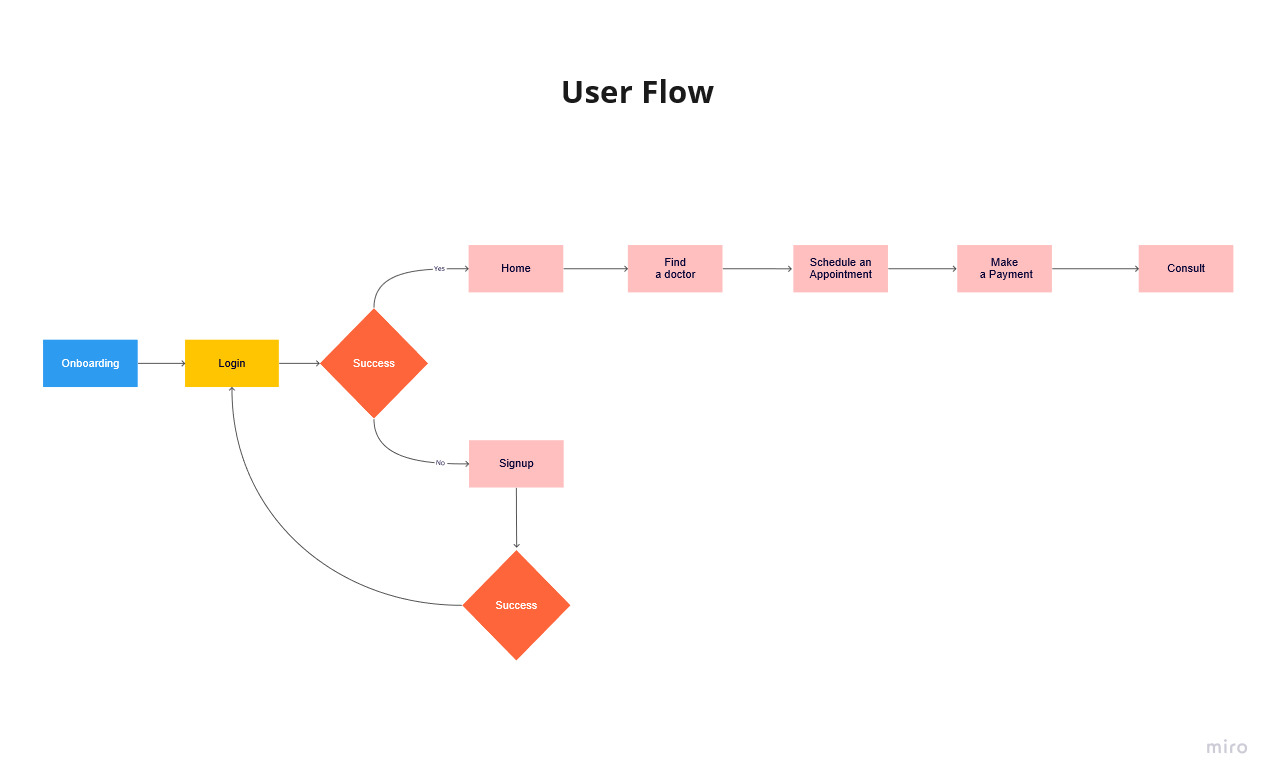 User Flow
Yes
Home
Find
a doctor
Schedule an
Appointment
Make
a Payment
Consult
Onboarding
Login
Success
No
Signup
Success
miro